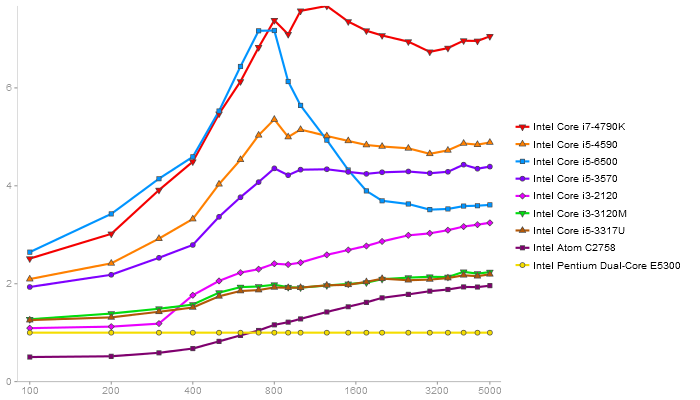 6
4
2
0
100 200 400 800 1600 3200 5000
Intel Core i7-4790K
Intel Core i5-4590
Intel Core i5-6500
Intel Core i5-3570
Intel Core i3-2120
Intel Core i3-3120M
Intel Core i5-3317U
Intel Atom C2758
Intel Pentium Dual-Core E5300